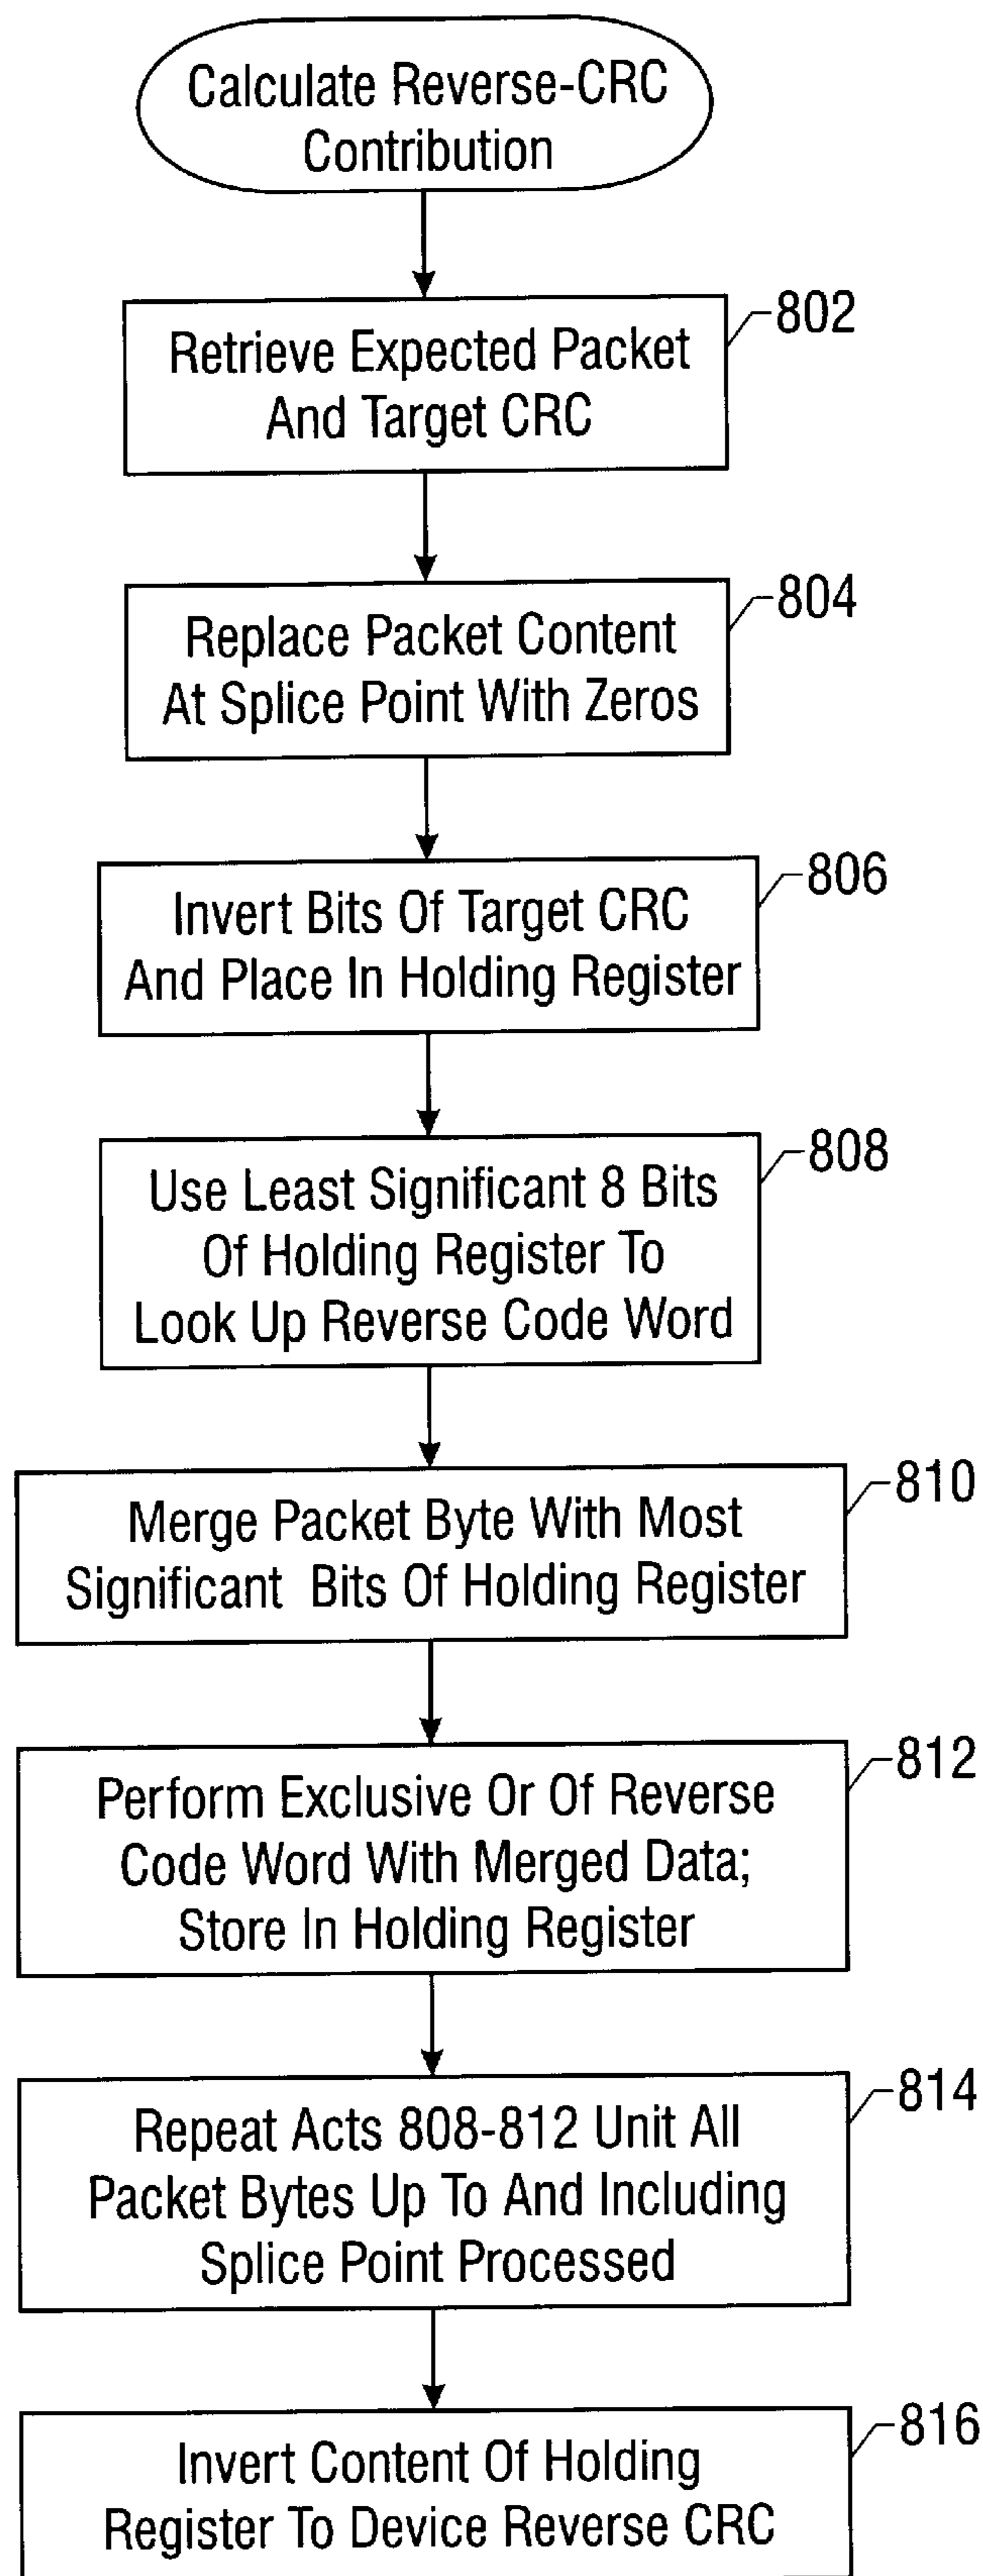 Calculate Reverse-CRC
Contribution
802
Retrieve Expected Packet
And Target CRC
804
Replace Packet Content
At Splice Point With Zeros
806
Invert Bits Of Target CRC
And Place In Holding Register
808
Use Least Significant 8 Bits
Of Holding Register To
Look Up Reverse Code Word
810
Merge Packet Byte With Most
Significant Bits Of Holding Register
812
Perform Exclusive Or Of Reverse
Code Word With Merged Data;
Store In Holding Register
814
Repeat Acts 808-812 Unit All
Packet Bytes Up To And Including
Splice Point Processed
816
Invert Content Of Holding
Register To Device Reverse CRC